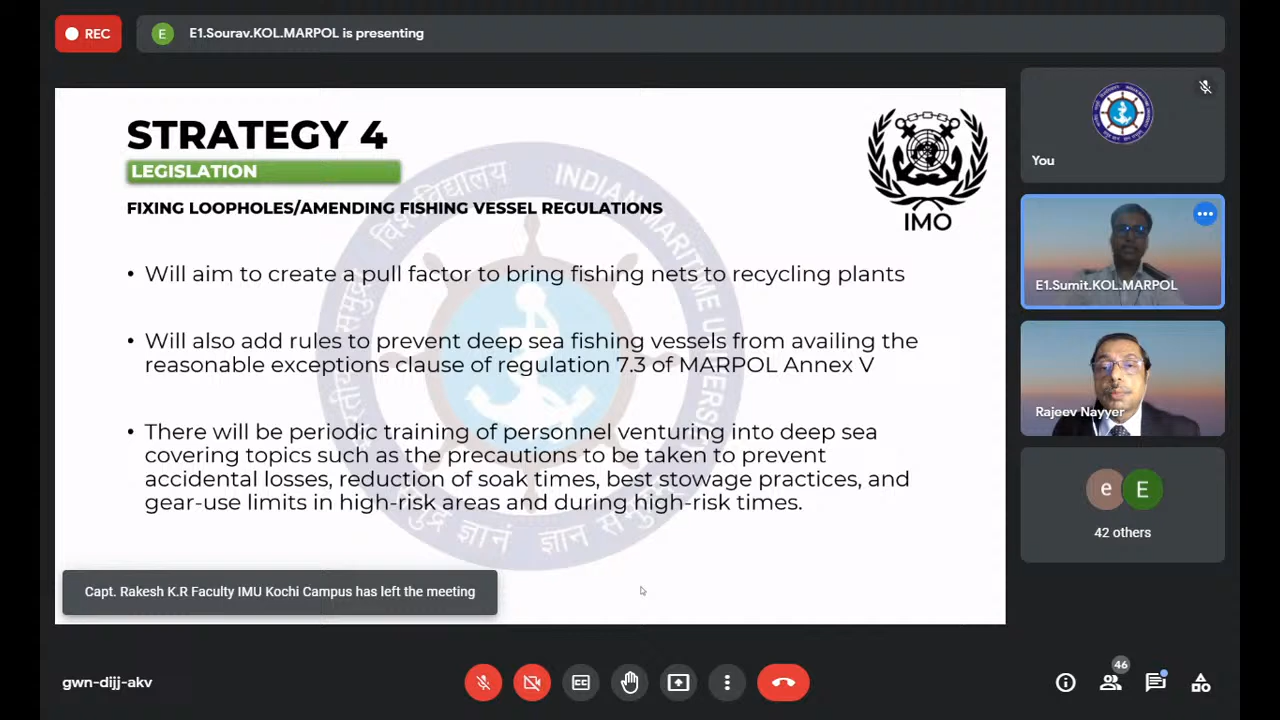 REC
E
E1.Sourav.KOL.MARPOL is presenting
STRATEGY 4
LEGISLATION
FIXING LOOPHOLES/AMENDING FISHING VESSEL REGULATIONS
IMO
• Will aim to create a pull factor to bring fishing nets to recycling plants
• Will also add rules to prevent deep sea fishing vessels from availing the
reasonable exceptions clause of regulation 7.3 of MARPOL Annex V
• There will be periodic training of personnel venturing into deep sea
covering topics such as the precautions to be taken to prevent
accidental losses, reduction of soak times, best stowage practices, and
gear-use limits in high-risk areas and during high-risk times.
Capt. Rakesh K.R Faculty IMU Kochi Campus has left the meeting
You
E1.Sumit.KOL.MARPOL
Rajeev Nayyer
e E
42 others
gwn-dijj-akv
CC
46